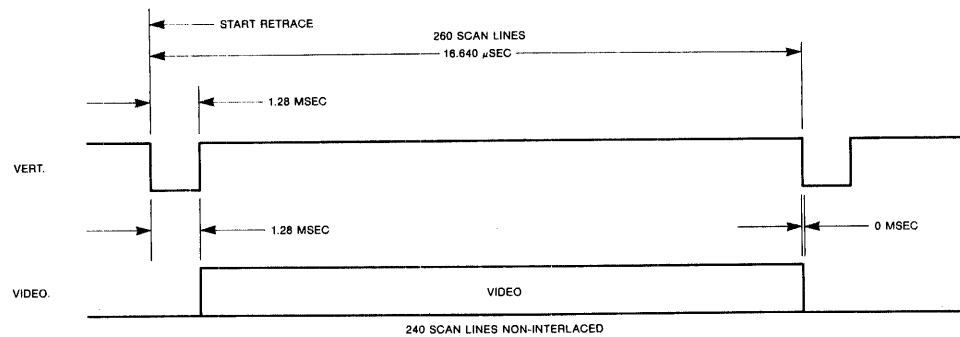 START RETRACE
260 SCAN LINES
16.640 µSEC
1.28 MSEC
VERT.
1.28 MSEC
0 MSEC
VIDEO.
VIDEO
240 SCAN LINES NON-INTERLACED